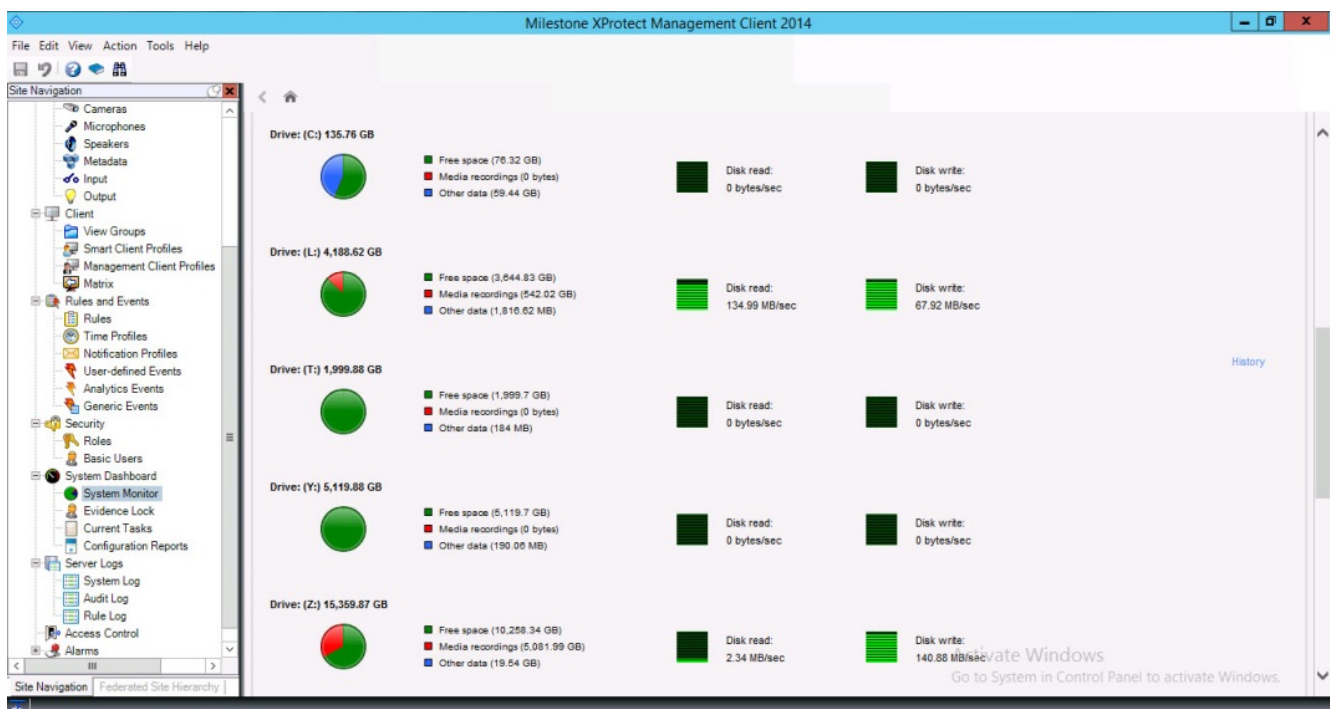 Milestone XProtect Management Client 2014
File Edit View Action Tools Help
Site Navigation
Cameras
Microphones
Speakers
Metadata
Input
Output
Client
View Groups
Smart Client Profiles
Management Client Profiles
Matrix
Rules and Events
Rules
Time Profiles
Notification Profiles
User-defined Events
Analytics Events
Generic Events
Security
Roles
Basic Users
System Dashboard
System Monitor
Evidence Lock
Current Tasks
Configuration Reports
Server Logs
System Log
Audit Log
Rule Log
Access Control
Alarms
Site Navigation Federated Site Hierarchy
Drive: (C:) 135.76 GB
Free space (76.32 GB)
Media recordings (0 bytes)
Other data (59.44 GB)
Disk read:
0 bytes/sec
Disk write:
0 bytes/sec
Drive: (L:) 4,188.62 GB
Free space (3,644.83 GB)
Media recordings (542.02 GB)
Other data (1,816.62 MB)
Disk read:
134.99 MB/sec
Disk write:
67.92 MB/sec
History
Drive: (T:) 1,999.88 GB
Free space (1,999.7 GB)
Media recordings (0 bytes)
Other data (184 MB)
Disk read:
0 bytes/sec
Disk write:
0 bytes/sec
Drive: (Y:) 5,119.88 GB
Free space (5,119.7 GB)
Media recordings (0 bytes)
Other data (190.06 MB)
Disk read:
0 bytes/sec
Disk write:
0 bytes/sec
Drive: (Z:) 15,359.87 GB
Free space (10,258.34 GB)
Media recordings (5,081.99 GB)
Other data (19.54 GB)
Disk read:
2.34 MB/sec
Disk write:
140.88 MB/sec
Activate Windows
Go to System in Control Panel to activate Windows.